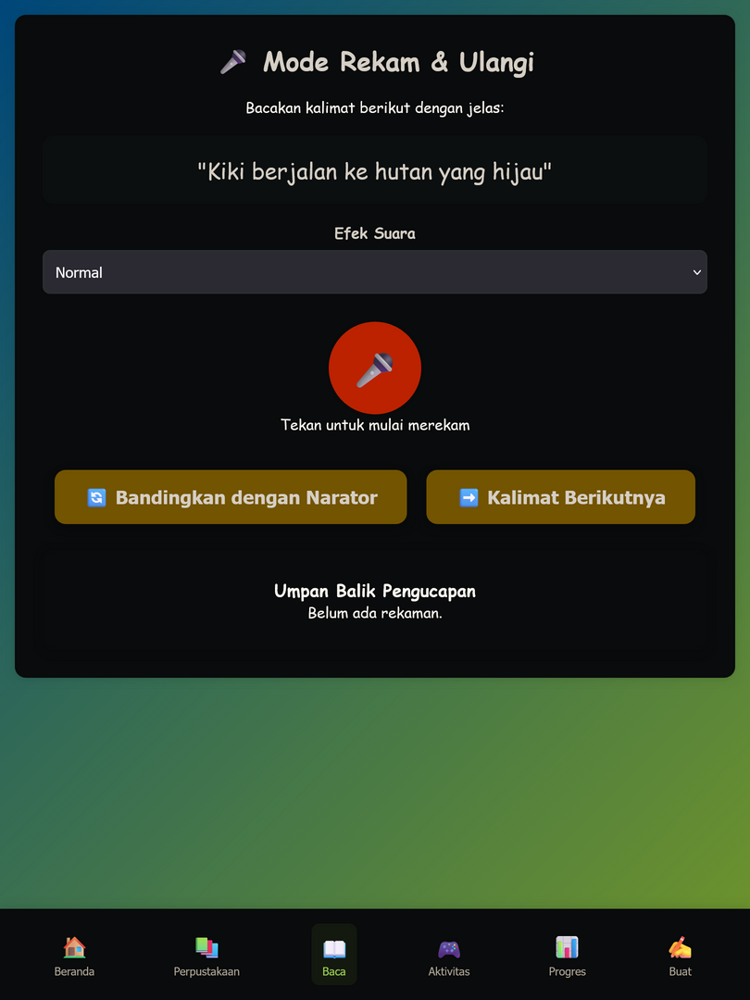 Mode Rekam & Ulangi
Bacakan kalimat berikut dengan jelas:
"Kiki berjalan ke hutan yang hijau"
Efek Suara
Normal
Tekan untuk mulai merekam
Bandingkan dengan Narator
Kalimat Berikutnya
Umpan Balik Pengucapan
Belum ada rekaman.
Beranda
Perpustakaan
Baca
Aktivitas
Progres
Buat